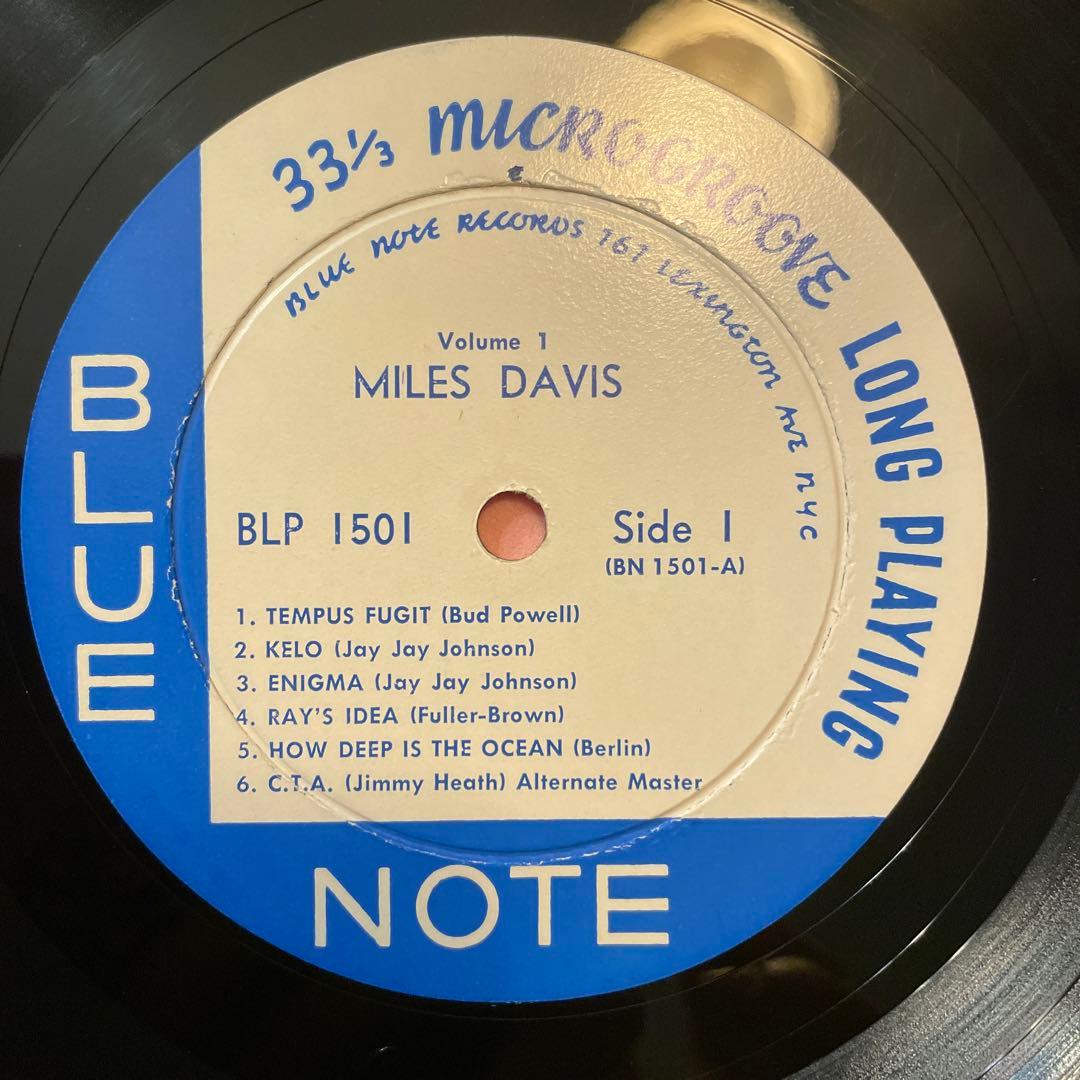 33⅓ MICROGROOVE LONG PLAYING
BLUE NOTE RECORDS 767 LEXINGTON AVE NYC
Volume 1
MILES DAVIS
BLP 1501
Side 1
(BN 1501-A)
1. TEMPUS FUGIT (Bud Powell)
2. KELO (Jay Jay Johnson)
3. ENIGMA (Jay Jay Johnson)
4. RAY'S IDEA (Fuller-Brown)
5. HOW DEEP IS THE OCEAN (Berlin)
6. C.T.A. (Jimmy Heath) Alternate Master
BLUE
NOTE